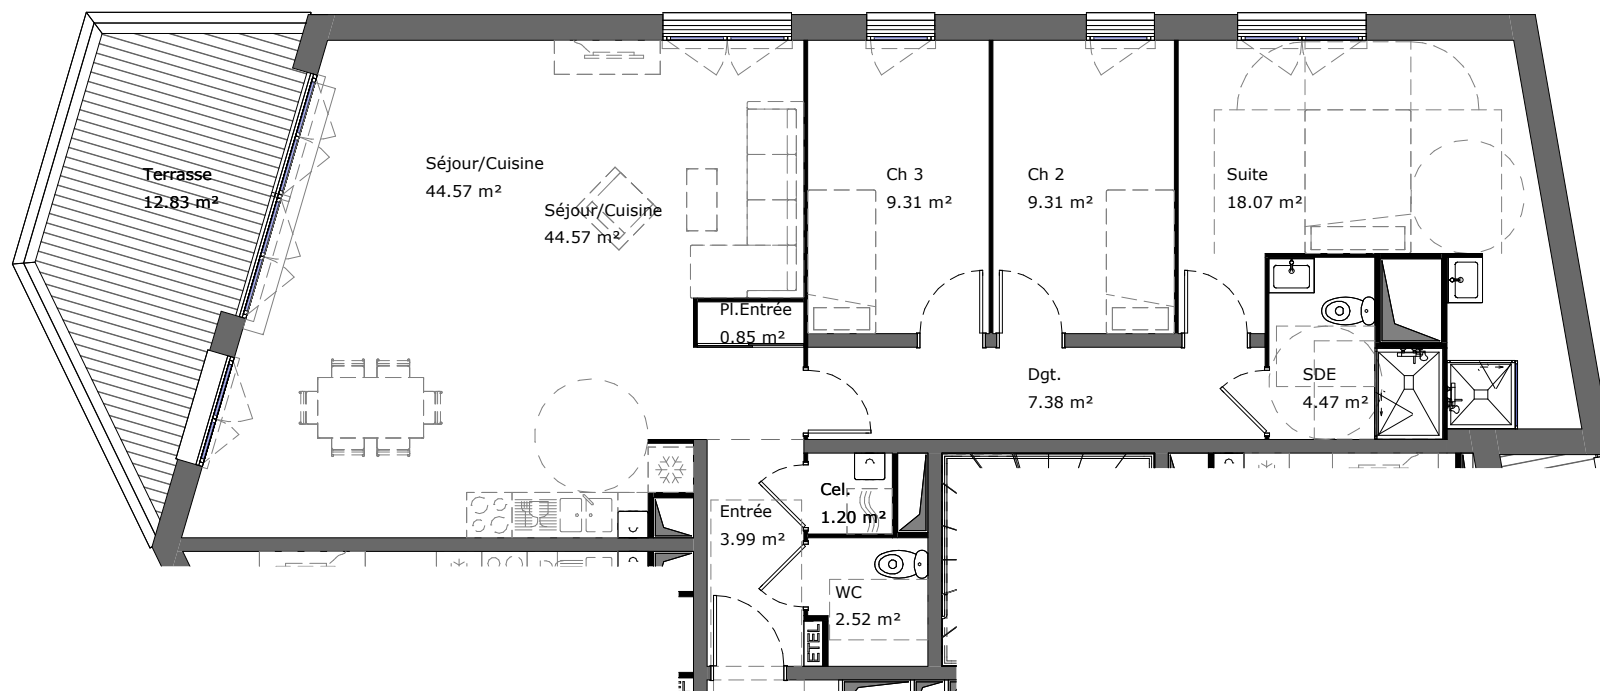 Terrasse
12.83 m²
Séjour/Cuisine
44.57 m²
Séjour/Cuisine
44.57 m²
Ch 3
9.31 m²
Ch 2
9.31 m²
Suite
18.07 m²
Pl.Entrée
0.85 m²
Dgt.
7.38 m²
SDE
4.47 m²
Cel.
1.20 m²
Entrée
3.99 m²
WC
2.52 m²
ETEL